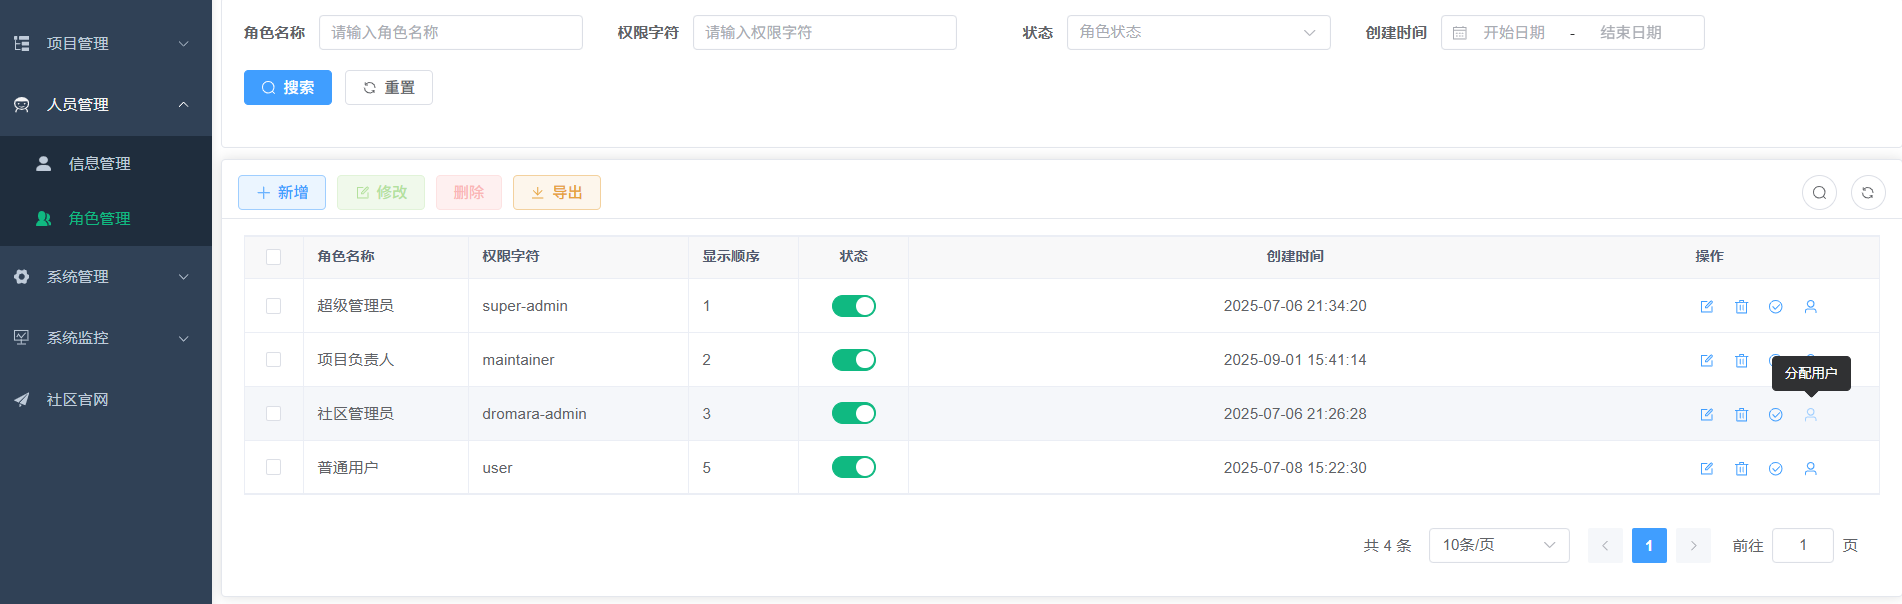 项目管理
人员管理
信息管理
角色管理
系统管理
系统监控
社区官网
角色名称 请输入角色名称 权限字符 请输入权限字符 状态 角色状态 创建时间 开始日期 - 结束日期
搜索 重置
新增 修改 删除 导出
角色名称 权限字符 显示顺序 状态 创建时间 操作
超级管理员 super-admin 1 2025-07-06 21:34:20
项目负责人 maintainer 2 2025-09-01 15:41:14
分配用户
社区管理员 dromara-admin 3 2025-07-06 21:26:28
普通用户 user 5 2025-07-08 15:22:30
共 4 条 10条/页 1 前往 1 页